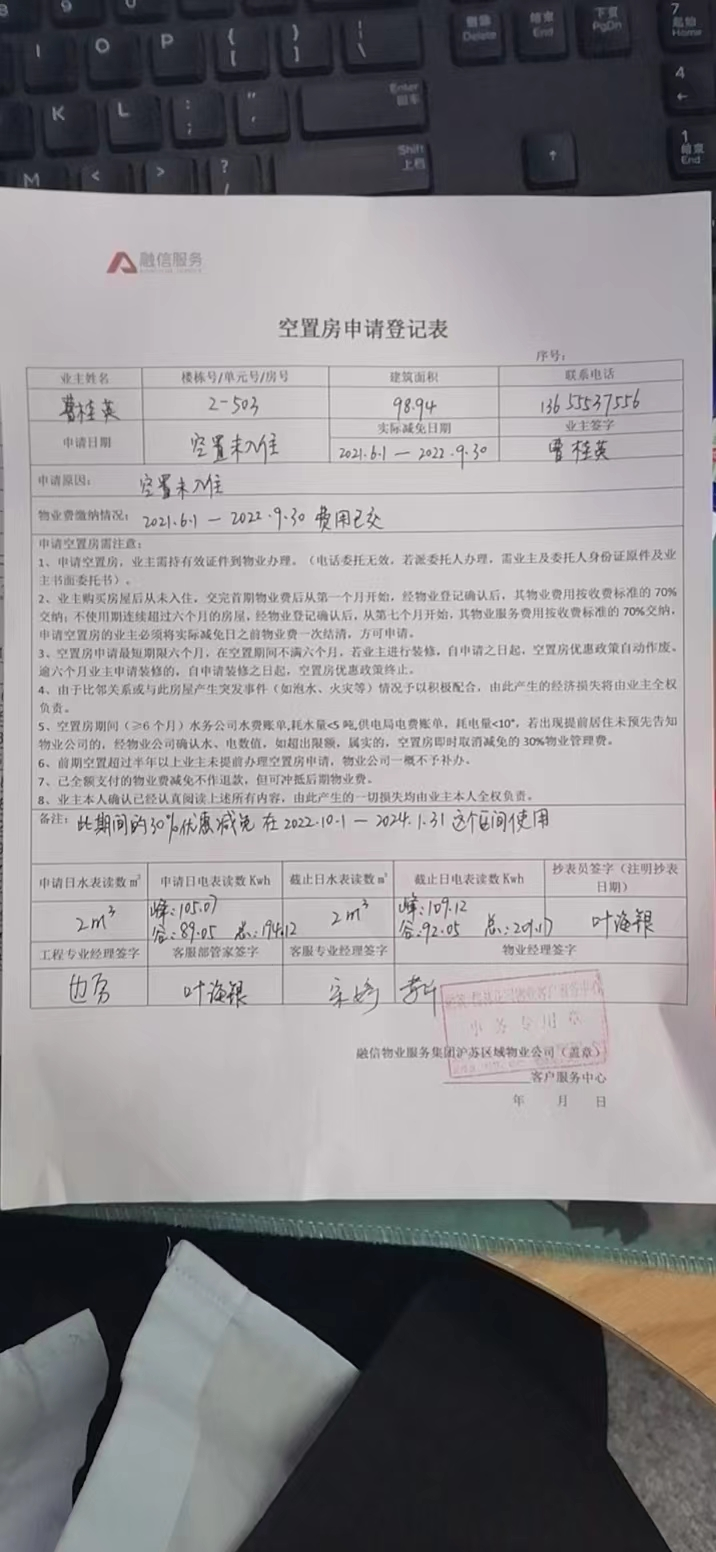 9
0
I
O
P
{
[
}
]
|
\
删除
Delete
结束
End
下页
PgDn
7
起始
Home
K
L
:
;
"
,
Enter
回车
4
←
M
<
>
?
/
Shift
上档
↑
1
结束
End
融信服务
空置房申请登记表
序号:
业主姓名 楼栋号/单元号/房号 建筑面积 联系电话
曹桂英 2-503 98.94 13655537556
申请日期 空置未入住 实际减免日期 业主签字
2021.6.1 — 2022.9.30 曹桂英
申请原因: 空置未入住
物业费缴纳情况: 2021.6.1 — 2022.9.30 费用已交
申请空置房需注意:
1、申请空置房,业主需持有效证件到物业办理。(电话委托无效,若派委托人办理,需业主及委托人身份证原件及业
主书面委托书)。
2、业主购买房屋后从未入住,交完首期物业费后从第一个月开始,经物业登记确认后,其物业费用按收费标准的 70%
交纳;不使用期连续超过六个月的房屋,经物业登记确认后,从第七个月开始,其物业服务费用按收费标准的 70%交纳,
申请空置房的业主必须将实际减免日之前物业费一次结清,方可申请。
3、空置房申请最短期限六个月,在空置期间不满六个月,若业主进行装修,自申请之日起,空置房优惠政策自动作废。
逾六个月业主申请装修的,自申请装修之日起,空置房优惠政策终止。
4、由于比邻关系或与此房屋产生突发事件(如泡水、火灾等)情况予以积极配合,由此产生的经济损失将由业主全权
负责。
5、空置房期间(≥6 个月)水务公司水费账单,耗水量<5 吨,供电局电费账单,耗电量<10°,若出现提前居住未预先告知
物业公司的,经物业公司确认水、电数值,如超出限额,属实的,空置房即时取消减免的 30%物业管理费。
6、前期空置超过半年以上业主未提前办理空置房申请,物业公司一概不予补办。
7、已全额支付的物业费减免不作退款,但可冲抵后期物业费。
8、业主本人确认已经认真阅读上述所有内容,由此产生的一切损失均由业主本人全权负责。
备注: 此期间的30%优惠减免 在 2022.10.1 — 2024.1.31 这个区间使用
申请日水表读数 m³ 申请日电表读数 Kwh 截止日水表读数 m³ 截止日电表读数 Kwh 抄表员签字(注明抄表
日期)
2m³ 峰:105.07 2m³ 峰:109.12 叶海银
谷:89.05 总:194.12 谷:92.05 总:201.17
工程专业经理签字 客服部管家签字 客服专业经理签字 物业经理签字
叶海银
融信物业服务集团沪苏区域物业公司(盖章)
客户服务中心
年 月 日